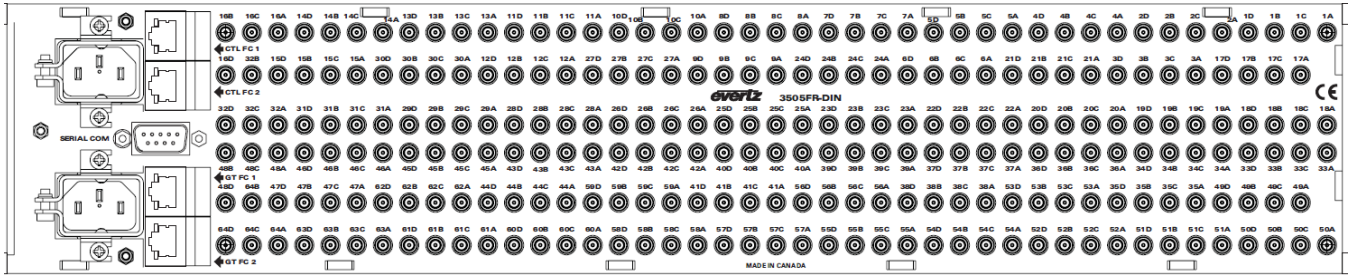 16B 16C 16A 14D 14B 14C 14A 13D 13B 13C 13A 11D 11B 11C 11A 10D 10B 10C 10A 8D 8B 8C 8A 7D 7B 7C 7A 5D 5B 5C 5A 4D 4B 4C 4A 2D 2B 2C 2A 1D 1B 1C 1A
CTL FC 1
16D 32B 15D 15B 15C 15A 30D 30B 30C 30A 12D 12B 12C 12A 27D 27B 27C 27A 9D 9B 9C 9A 24D 24B 24C 24A 6D 6B 6C 6A 21D 21B 21C 21A 3D 3B 3C 3A 17D 17B 17C 17A
CTL FC 2
evertz 3505FR-DIN CE
32D 32C 32A 31D 31B 31C 31A 29D 29B 29C 29A 28D 28B 28C 28A 26D 26B 26C 26A 25D 25B 25C 25A 23D 23B 23C 23A 22D 22B 22C 22A 20D 20B 20C 20A 19D 19B 19C 19A 18D 18B 18C 18A
SERIAL COM
48B 48C 48A 46D 46B 46C 46A 45D 45B 45C 45A 43D 43B 43C 43A 42D 42B 42C 42A 40D 40B 40C 40A 39D 39B 39C 39A 37D 37B 37C 37A 36D 36B 36C 36A 34D 34B 34C 34A 33D 33B 33C 33A
GT FC 1
48D 64B 47D 47B 47C 47A 62D 62B 62C 62A 44D 44B 44C 44A 59D 59B 59C 59A 41D 41B 41C 41A 56D 56B 56C 56A 38D 38B 38C 38A 53D 53B 53C 53A 35D 35B 35C 35A 49D 49B 49C 49A
64D 64C 64A 63D 63B 63C 63A 61D 61B 61C 61A 60D 60B 60C 60A 58D 58B 58C 58A 57D 57B 57C 57A 55D 55B 55C 55A 54D 54B 54C 54A 52D 52B 52C 52A 51D 51B 51C 51A 50D 50B 50C 50A
GT FC 2
MADE IN CANADA